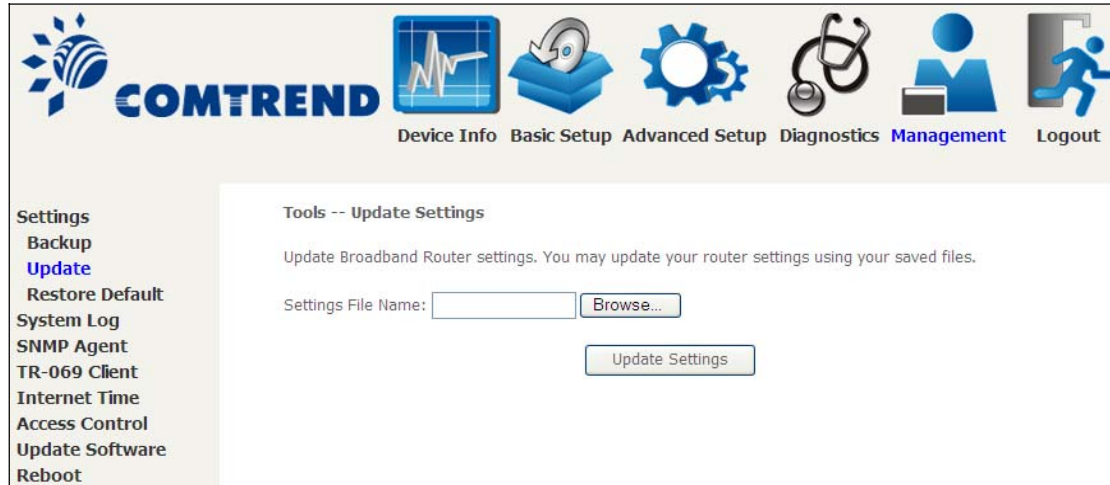 COMTREND
Device Info Basic Setup Advanced Setup Diagnostics Management Logout
Settings
Backup
Update
Restore Default
System Log
SNMP Agent
TR-069 Client
Internet Time
Access Control
Update Software
Reboot
Tools -- Update Settings
Update Broadband Router settings. You may update your router settings using your saved files.
Settings File Name: Browse...
Update Settings